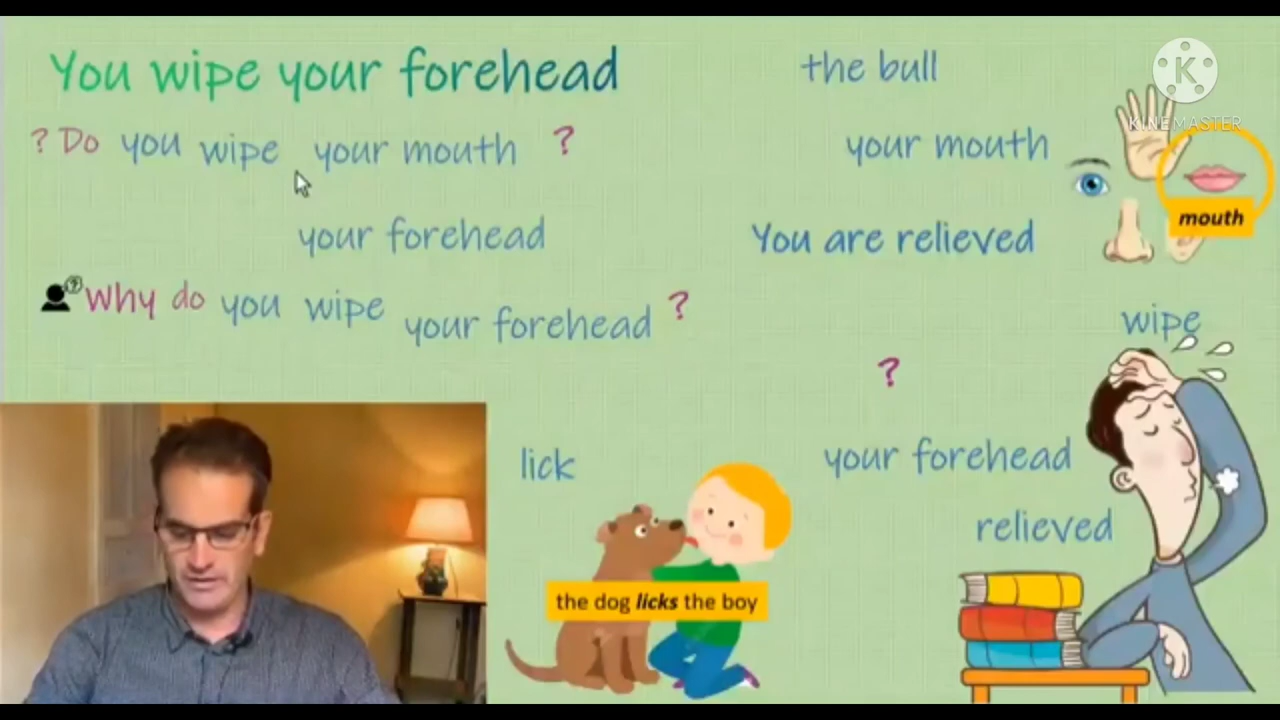 You wipe your forehead
? Do you wipe your mouth ?
your forehead
? Why do you wipe your forehead ?
the bull
K
KINEMASTER
your mouth
mouth
You are relieved
wipe
?
your forehead
relieved
lick
the dog licks the boy